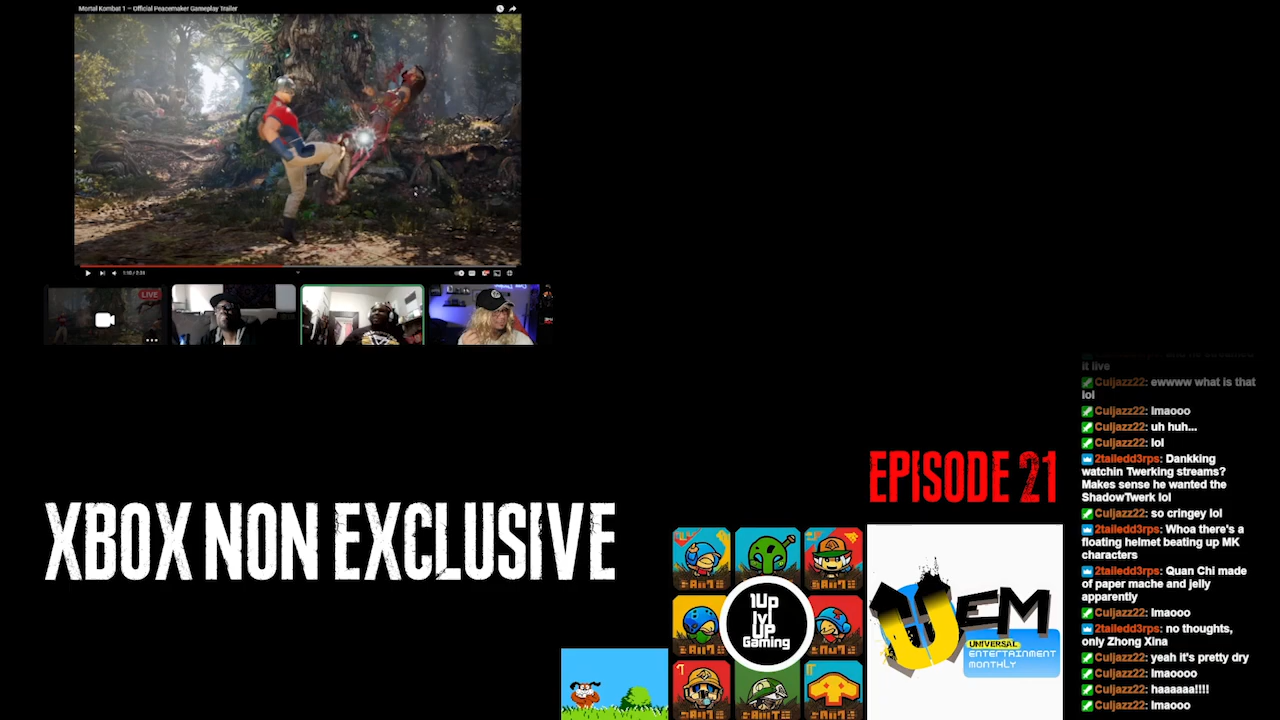 Mortal Kombat 1 – Official Peacemaker Gameplay Trailer
LIVE
it live
Culjazz22: ewwww what is that
lol
Culjazz22: lmaooo
Culjazz22: uh huh...
Culjazz22: lol
2tailedd3rps: Dankking
watchin Twerking streams?
Makes sense he wanted the
ShadowTwerk lol
Culjazz22: so cringey lol
2tailedd3rps: Whoa there's a
floating helmet beating up MK
characters
2tailedd3rps: Quan Chi made
of paper mache and jelly
apparently
Culjazz22: lmaooo
2tailedd3rps: no thoughts,
only Zhong Xina
Culjazz22: yeah it's pretty dry
Culjazz22: lmaoooo
Culjazz22: haaaaaa!!!!
Culjazz22: lmaooo
EPISODE 21
XBOX NON EXCLUSIVE
1Up
IyI
UP
Gaming
UEM
UNIVERSAL
ENTERTAINMENT
MONTHLY